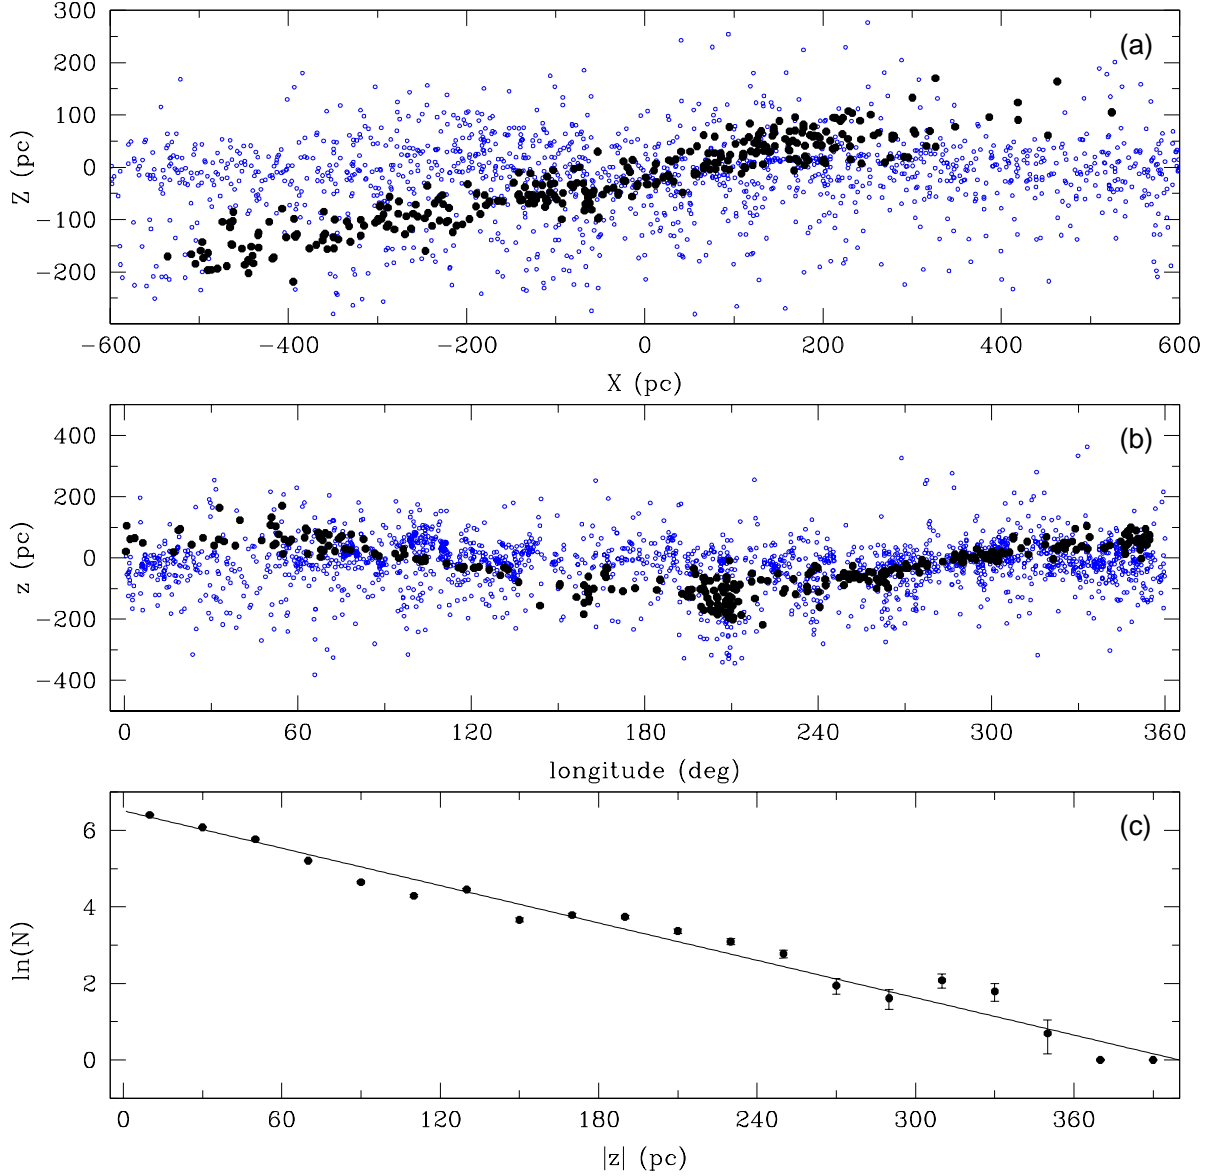 300
200
100
0
−100
−200
Z (pc)
(a)
−600 −400 −200 0 200 400 600
X (pc)
400
200
0
−200
−400
z (pc)
(b)
0 60 120 180 240 300 360
longitude (deg)
6
4
2
0
ln(N)
(c)
0 60 120 180 240 300 360
|z| (pc)